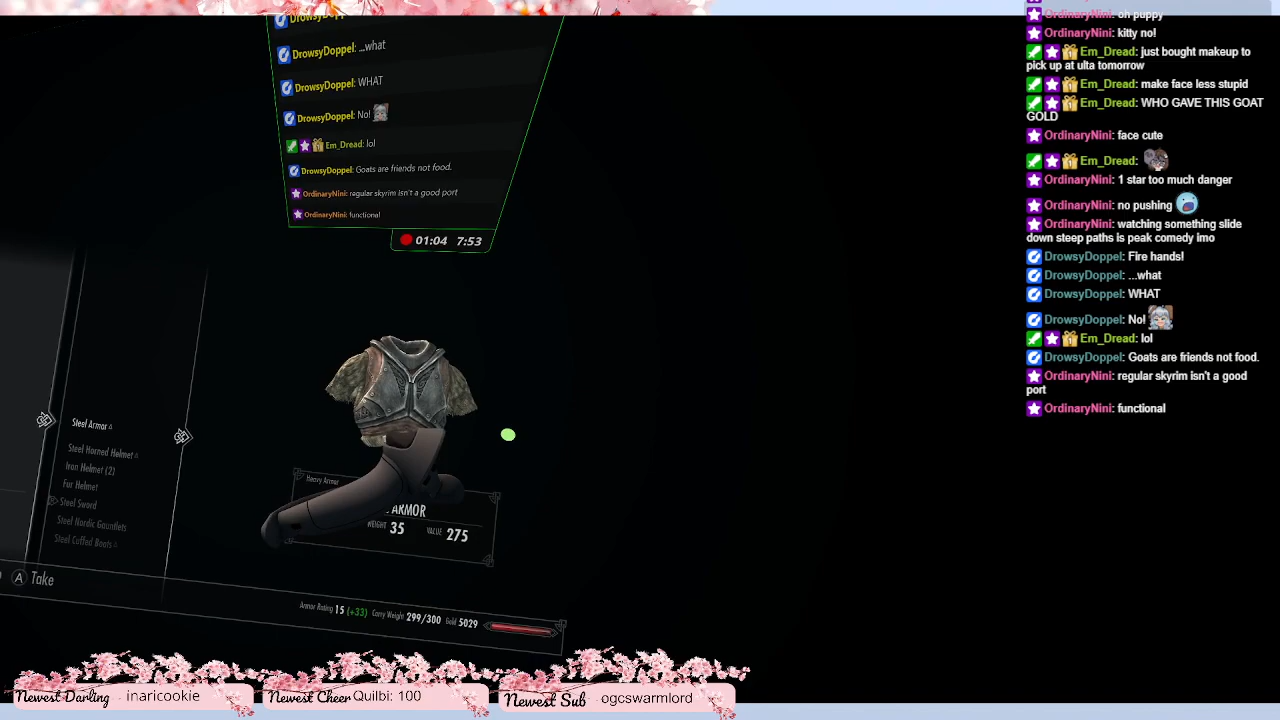 DrowsyDoppel:
DrowsyDoppel: ...what
DrowsyDoppel: WHAT
DrowsyDoppel: No!
Em_Dread: lol
DrowsyDoppel: Goats are friends not food.
OrdinaryNini: regular skyrim isn't a good port
OrdinaryNini: functional
01:04 7:53
Steel Armor
Steel Horned Helmet
Iron Helmet (2)
Fur Helmet
Steel Sword
Steel Nordic Gauntlets
Steel Cuffed Boots
A Take
Heavy Armor
ARMOR
WEIGHT 35 VALUE 275
Armor Rating 15 (+33) Carry Weight 299/300 Gold 5029
OrdinaryNini: oh puppy
OrdinaryNini: kitty no!
Em_Dread: just bought makeup to
pick up at ulta tomorrow
Em_Dread: make face less stupid
Em_Dread: WHO GAVE THIS GOAT
GOLD
OrdinaryNini: face cute
Em_Dread:
OrdinaryNini: 1 star too much danger
OrdinaryNini: no pushing
OrdinaryNini: watching something slide
down steep paths is peak comedy imo
DrowsyDoppel: Fire hands!
DrowsyDoppel: ...what
DrowsyDoppel: WHAT
DrowsyDoppel: No!
Em_Dread: lol
DrowsyDoppel: Goats are friends not food.
OrdinaryNini: regular skyrim isn't a good
port
OrdinaryNini: functional
Newest Darling inaricookie
Newest Cheer Quilbi: 100
Newest Sub ogcswarmlord